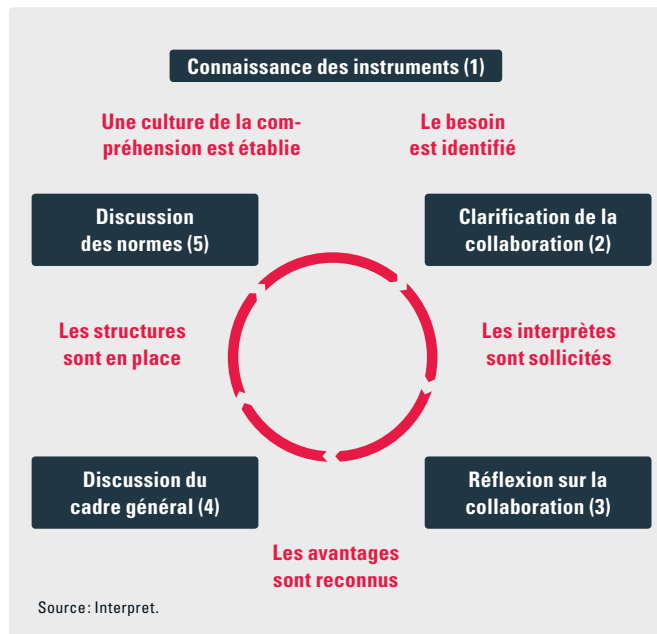 Connaissance des instruments (1)
Une culture de la com-
préhension est établie
Le besoin
est identifié
Discussion
des normes (5)
Clarification de la
collaboration (2)
Les structures
sont en place
Les interprètes
sont sollicités
Discussion du
cadre général (4)
Réflexion sur la
collaboration (3)
Les avantages
sont reconnus
Source: Interpret.